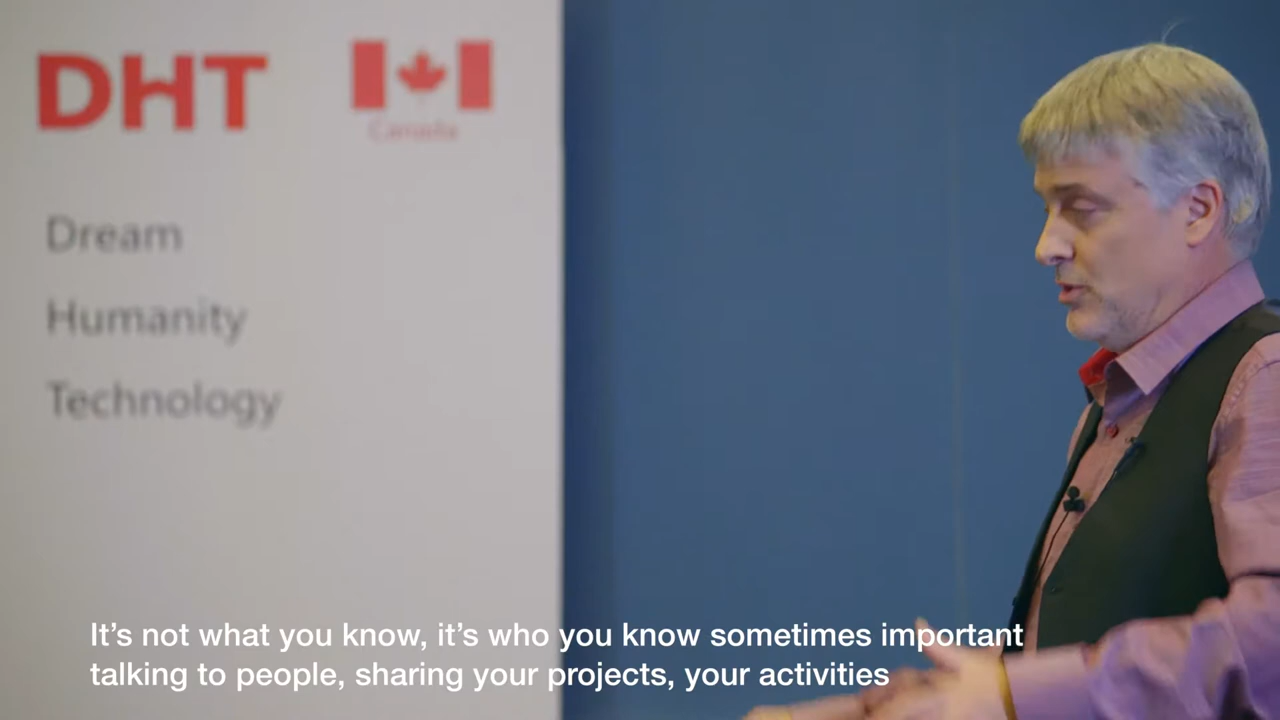 DHT
Canada
Dream
Humanity
Technology
It's not what you know, it's who you know sometimes important
talking to people, sharing your projects, your activities